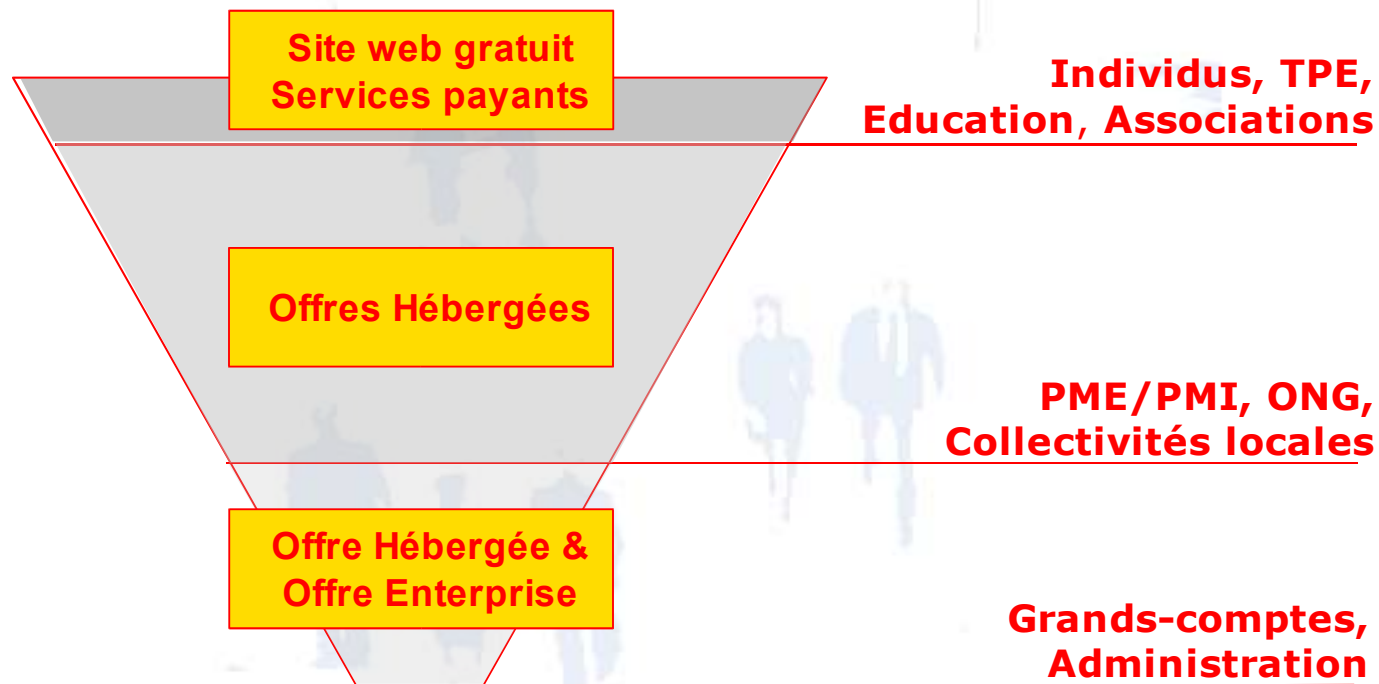 Site web gratuit
Services payants
Individus, TPE,
Education, Associations
Offres Hébergées
PME/PMI, ONG,
Collectivités locales
Offre Hébergée &
Offre Enterprise
Grands-comptes,
Administration